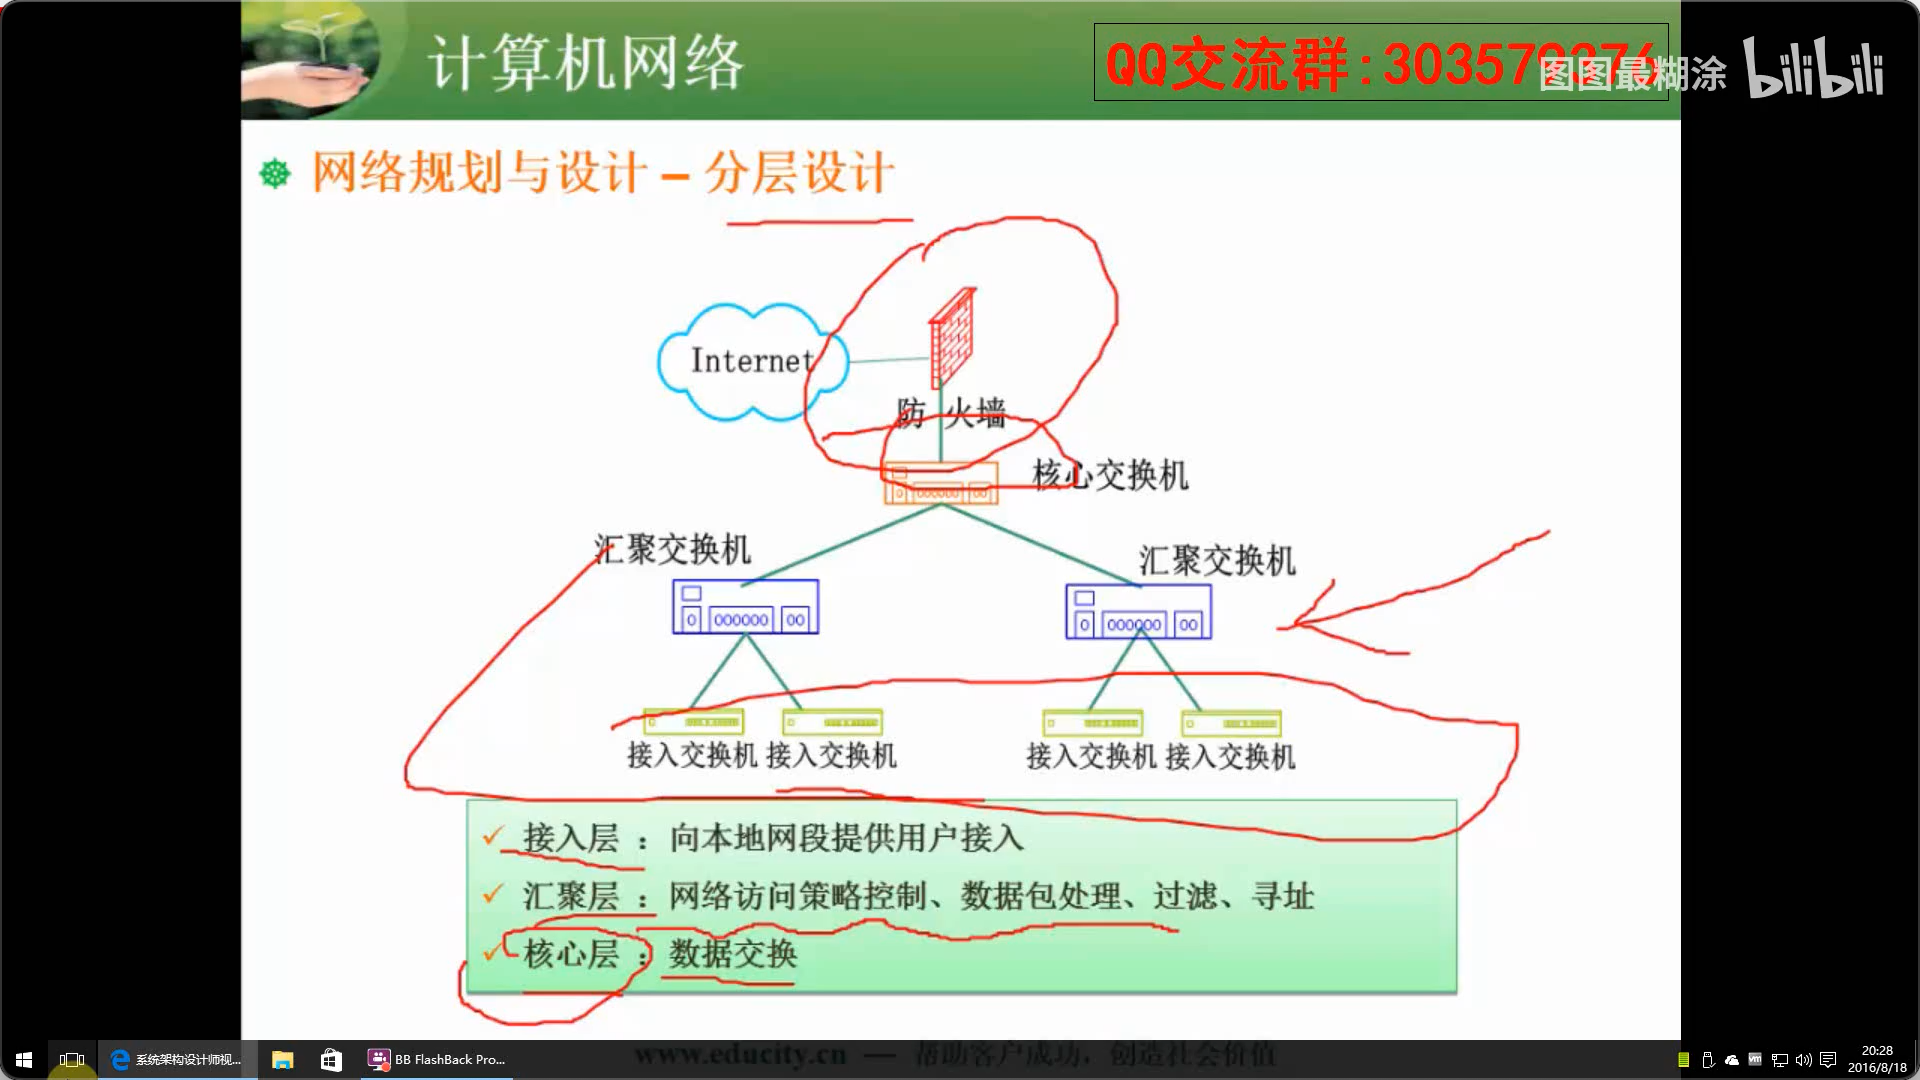 计算机网络
QQ交流群:303579376
图图最糊涂 bilibili
网络规划与设计 – 分层设计
Internet
防 火墙
核心交换机
汇聚交换机
汇聚交换机
接入交换机 接入交换机
接入交换机 接入交换机
接入层 ：向本地网段提供用户接入
汇聚层 ：网络访问策略控制、数据包处理、过滤、寻址
核心层 ：数据交换
系统架构设计师视...
BB FlashBack Pro...
www.educity.cn — 帮助客户成功，创造社会价值
20:28
2016/8/18